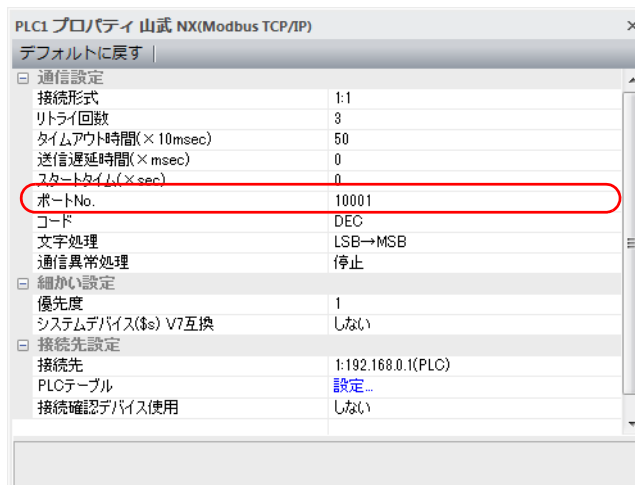 PLC1 プロパティ 山武 NX(Modbus TCP/IP) ×
デフォルトに戻す
通信設定
接続形式 1:1
リトライ回数 3
タイムアウト時間(×10msec) 50
送信遅延時間(×msec) 0
スタートタイム(×sec) 0
ポートNo. 10001
コード DEC
文字処理 LSB→MSB
通信異常処理 停止
細かい設定
優先度 1
システムデバイス($s) V7互換 しない
接続先設定
接続先 1:192.168.0.1(PLC)
PLCテーブル 設定...
接続確認デバイス使用 しない